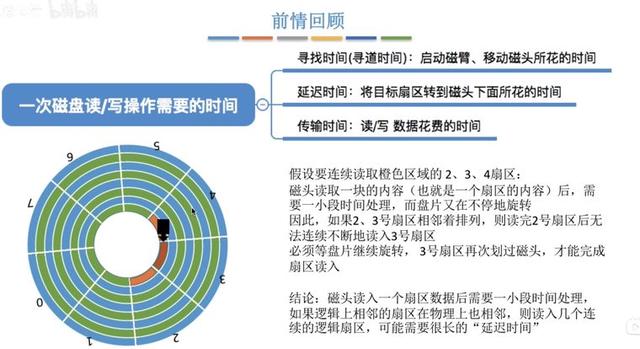 前情回顾
寻找时间(寻道时间)：启动磁臂、移动磁头所花的时间
一次磁盘读/写操作需要的时间
延迟时间：将目标扇区转到磁头下面所花的时间
传输时间：读/写 数据花费的时间
5
6
4
7
3
0
2
1
假设要连续读取橙色区域的 2、3、4扇区：
磁头读取一块的内容（也就是一个扇区的内容）后，需
要一小段时间处理，而盘片又在不停地旋转
因此，如果2、3号扇区相邻着排列，则读完2号扇区后无
法连续不断地读入3号扇区
必须等盘片继续旋转，3号扇区再次划过磁头，才能完成
扇区读入
结论：磁头读入一个扇区数据后需要一小段时间处理，
如果逻辑上相邻的扇区在物理上也相邻，则读入几个连
续的逻辑扇区，可能需要很长的“延迟时间”